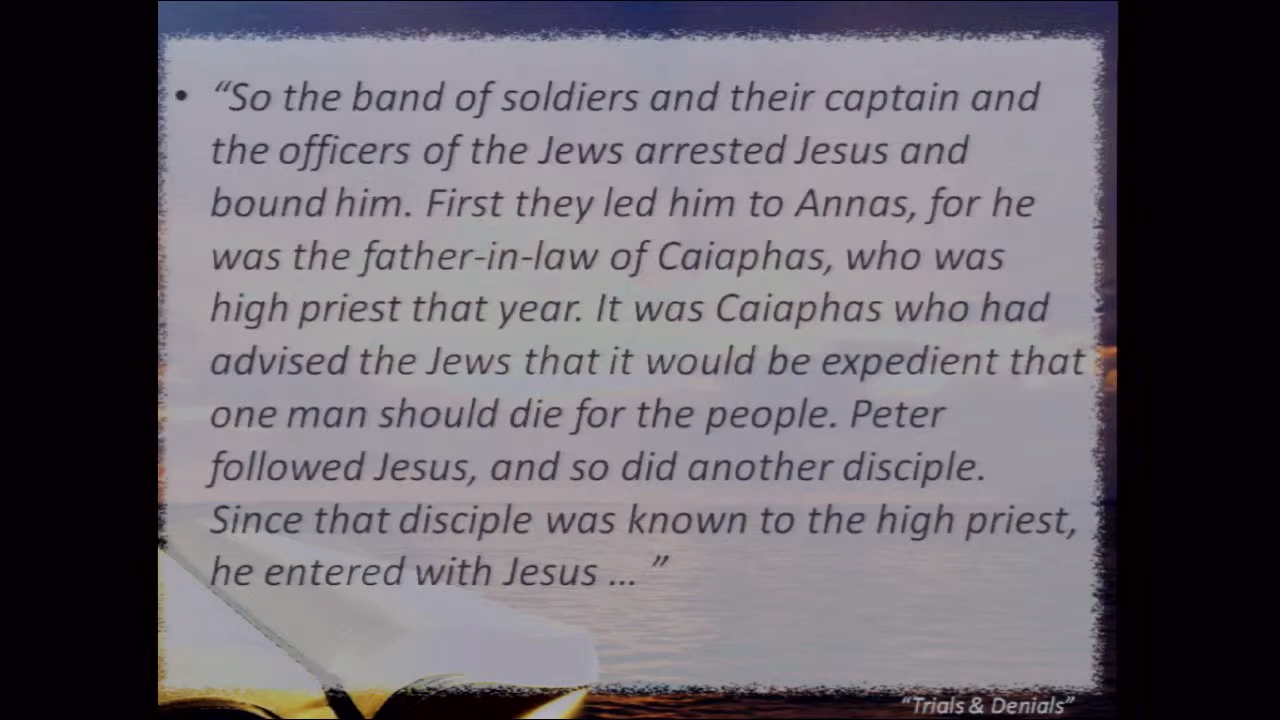 • “So the band of soldiers and their captain and
the officers of the Jews arrested Jesus and
bound him. First they led him to Annas, for he
was the father-in-law of Caiaphas, who was
high priest that year. It was Caiaphas who had
advised the Jews that it would be expedient that
one man should die for the people. Peter
followed Jesus, and so did another disciple.
Since that disciple was known to the high priest,
he entered with Jesus … ”
“Trials & Denials”